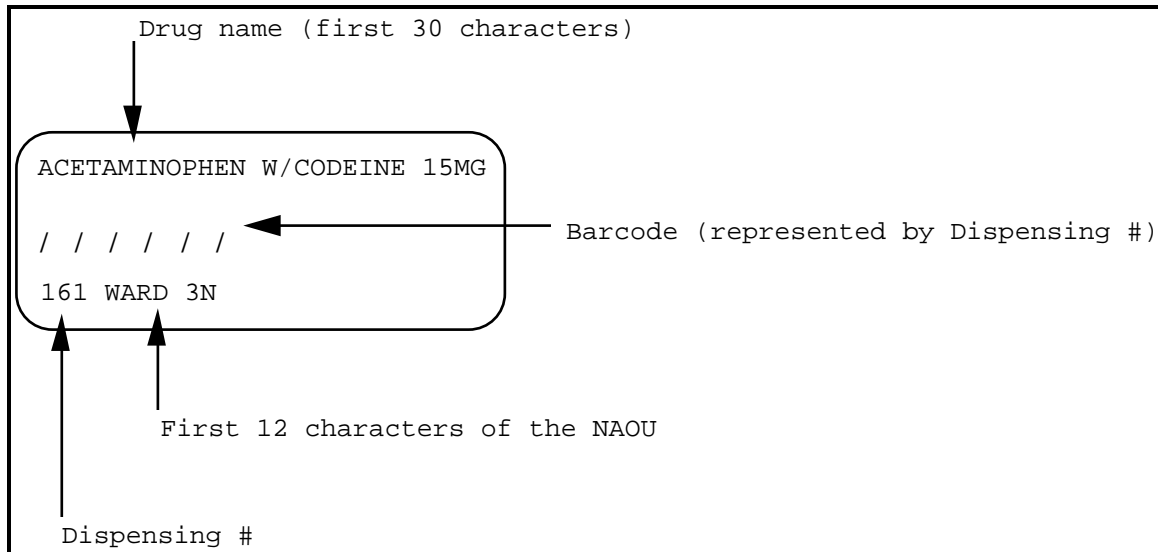 Drug name (first 30 characters)
ACETAMINOPHEN W/CODEINE 15MG
/ / / / / /
Barcode (represented by Dispensing #)
161 WARD 3N
First 12 characters of the NAOU
Dispensing #